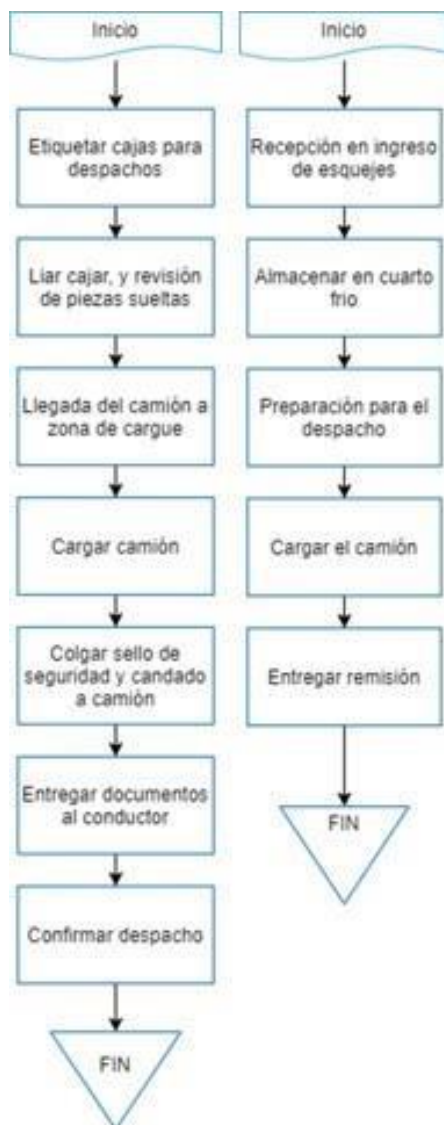 Inicio
Etiquetar cajas para
despachos
Liar cajar, y revisión
de piezas sueltas
Llegada del camión a
zona de cargue
Cargar camión
Colgar sello de
seguridad y candado
a camión
Entregar documentos
al conductor
Confirmar despacho
FIN
Inicio
Recepción en ingreso
de esquejes
Almacenar en cuarto
frio
Preparación para el
despacho
Cargar el camión
Entregar remisión
FIN